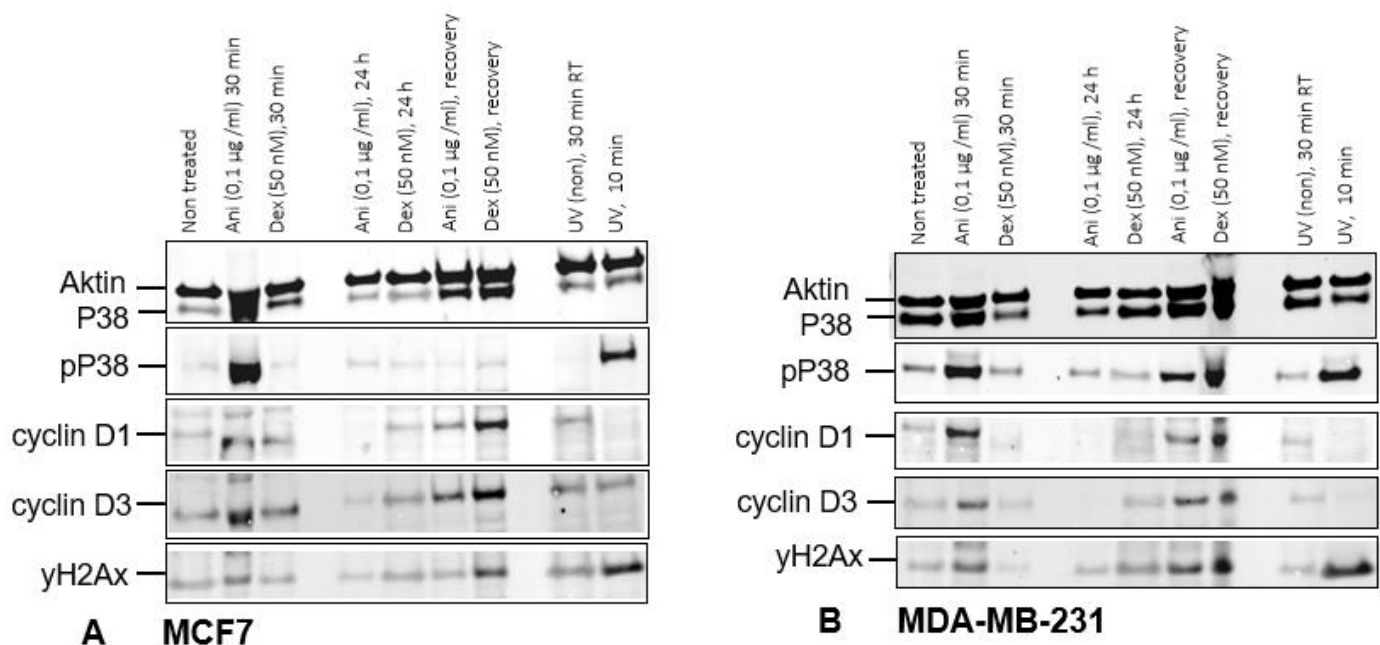 Non treated
Ani (0,1 µg /ml) 30 min
Dex (50 nM),30 min
Ani (0,1 µg /ml), 24 h
Dex (50 nM), 24 h
Ani (0,1 µg /ml), recovery
Dex (50 nM), recovery
UV (non), 30 min RT
UV, 10 min
Aktin
P38
pP38
cyclin D1
cyclin D3
yH2Ax
A MCF7
Non treated
Ani (0,1 µg /ml) 30 min
Dex (50 nM),30 min
Ani (0,1 µg /ml), 24 h
Dex (50 nM), 24 h
Ani (0,1 µg /ml), recovery
Dex (50 nM), recovery
UV (non), 30 min RT
UV, 10 min
Aktin
P38
pP38
cyclin D1
cyclin D3
yH2Ax
B MDA-MB-231